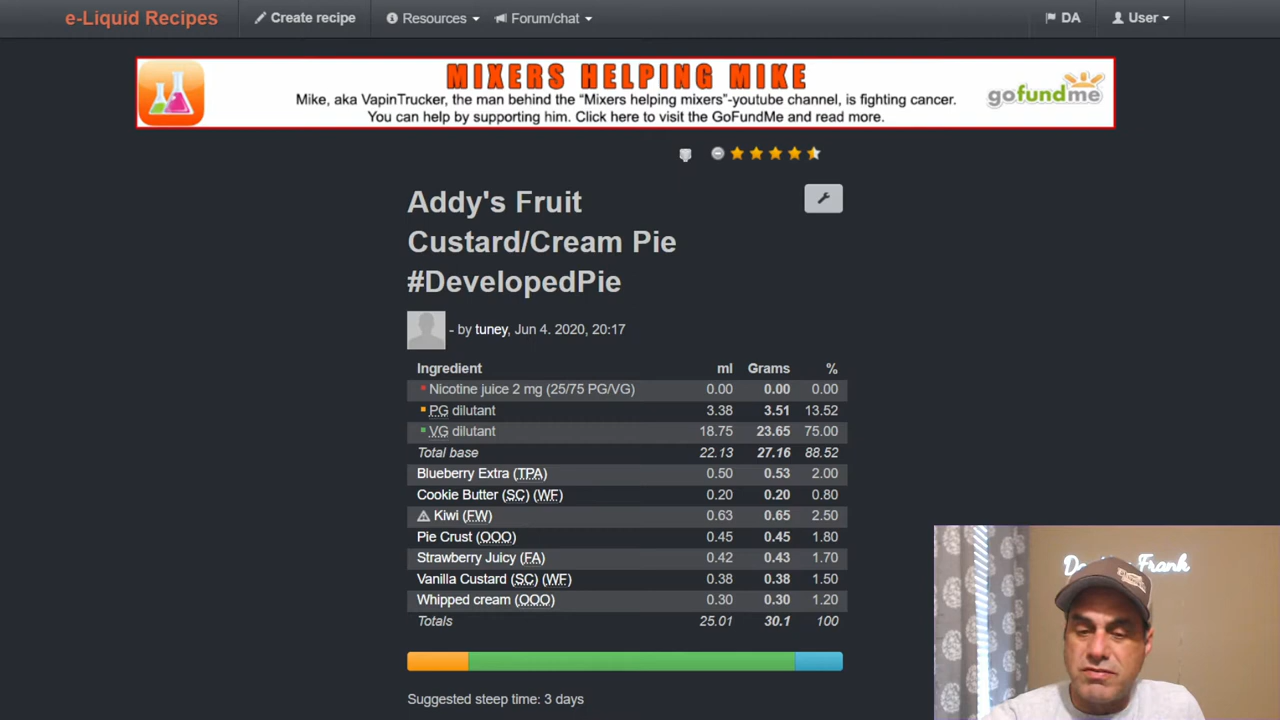 e-Liquid Recipes Create recipe Resources Forum/chat DA User
MIXERS HELPING MIKE
Mike, aka VapinTrucker, the man behind the “Mixers helping mixers”-youtube channel, is fighting cancer.
You can help by supporting him. Click here to visit the GoFundMe and read more.
gofundme
Addy's Fruit
Custard/Cream Pie
#DevelopedPie
- by tuney, Jun 4. 2020, 20:17
Ingredient ml Grams %
Nicotine juice 2 mg (25/75 PG/VG) 0.00 0.00 0.00
PG dilutant 3.38 3.51 13.52
VG dilutant 18.75 23.65 75.00
Total base 22.13 27.16 88.52
Blueberry Extra (TPA) 0.50 0.53 2.00
Cookie Butter (SC) (WF) 0.20 0.20 0.80
Kiwi (FW) 0.63 0.65 2.50
Pie Crust (OOO) 0.45 0.45 1.80
Strawberry Juicy (FA) 0.42 0.43 1.70
Vanilla Custard (SC) (WF) 0.38 0.38 1.50
Whipped cream (OOO) 0.30 0.30 1.20
Totals 25.01 30.1 100
Suggested steep time: 3 days
Frank